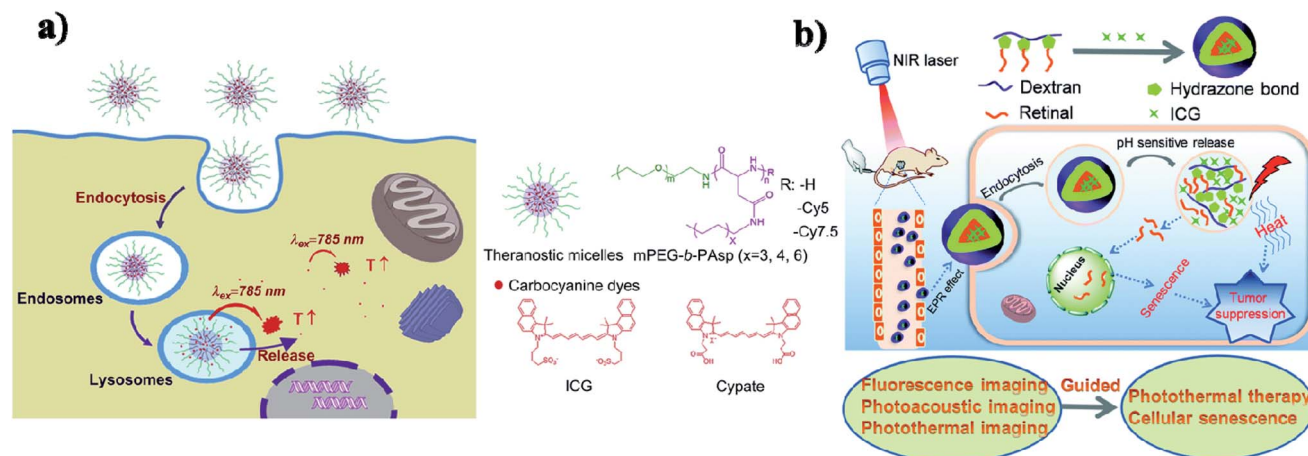 a)
Endocytosis
λex=785 nm
T↑
Endosomes
λex=785 nm
T↑
Release
Lysosomes
O
m
NH
O
H
N
R
n
O
NH
X
R: -H
-Cy5
-Cy7.5
Theranostic micelles mPEG-b-PAsp (x=3, 4, 6)
Carbocyanine dyes
ICG
Cypate
b)
NIR laser
Dextran
Hydrazone bond
Retinal
ICG
pH sensitive release
Endocytosis
EPR effect
Heat
Nucleus
Senescence
Tumor
suppression
Fluorescence imaging
Photoacoustic imaging
Photothermal imaging
Guided
Photothermal therapy
Cellular senescence